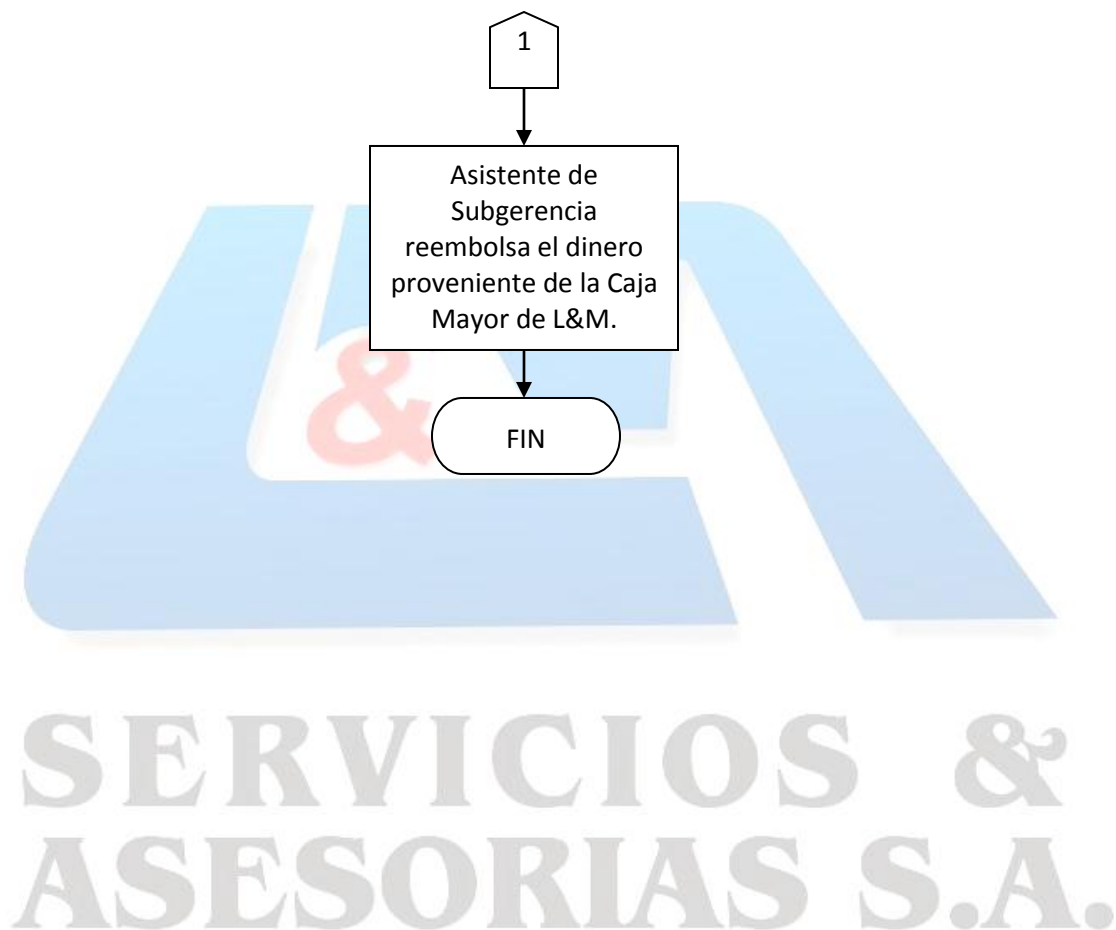 1
Asistente de
Subgerencia
reembolsa el dinero
proveniente de la Caja
Mayor de L&M.
&
FIN
SERVICIOS &
ASESORIAS S.A.